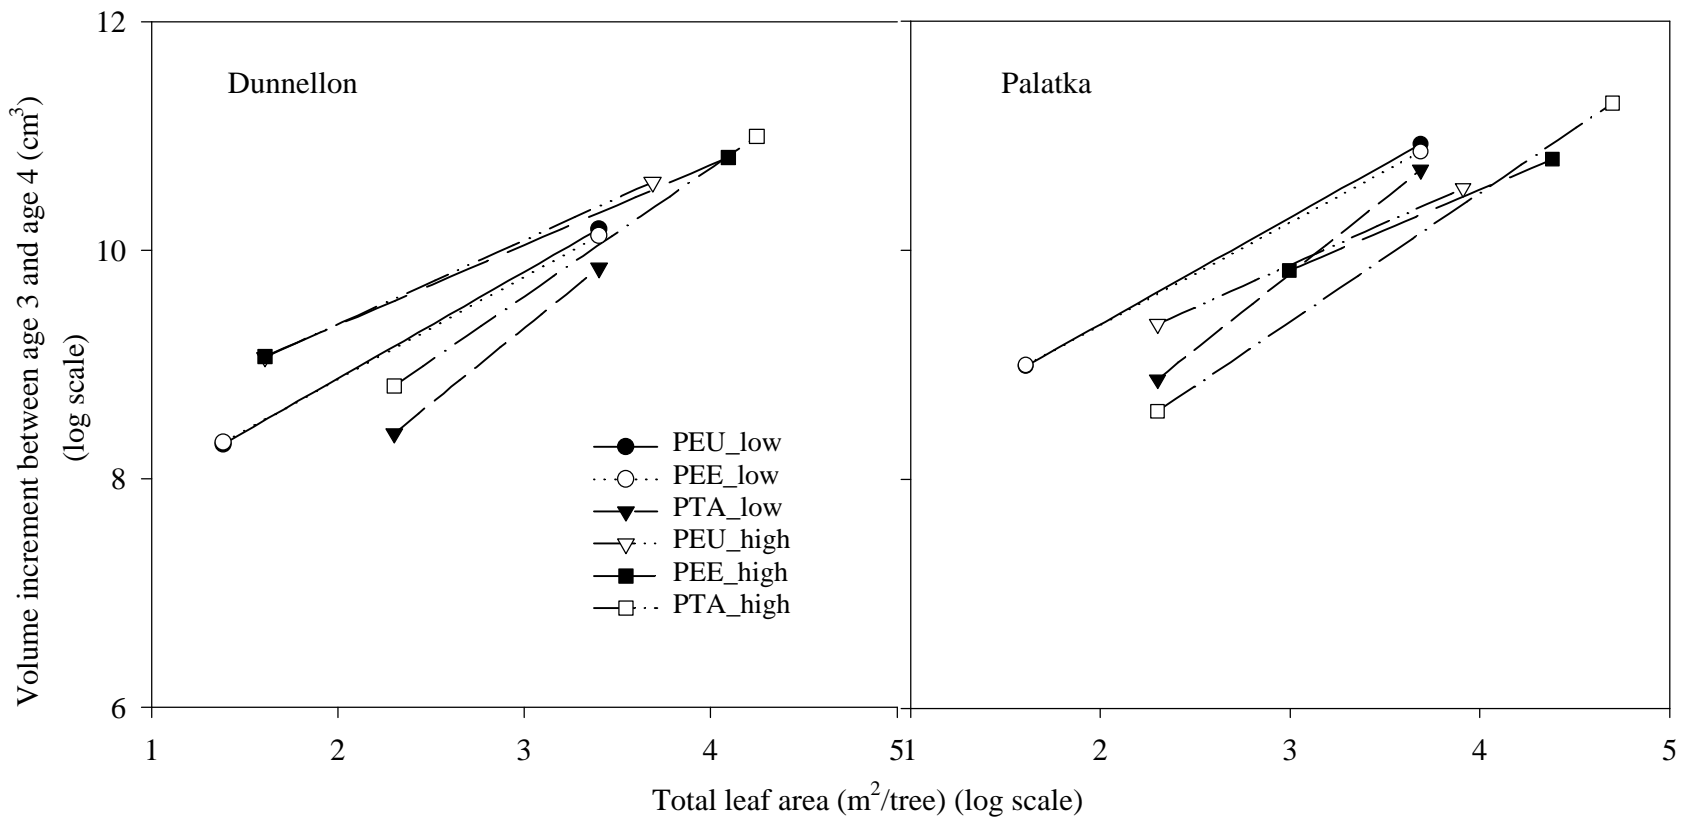 Volume increment between age 3 and age 4 (cm³)
(log scale)
12
10
8
6
Dunnellon
Palatka
PEU_low
PEE_low
PTA_low
PEU_high
PEE_high
PTA_high
1 2 3 4 5 1 2 3 4 5
Total leaf area (m²/tree) (log scale)